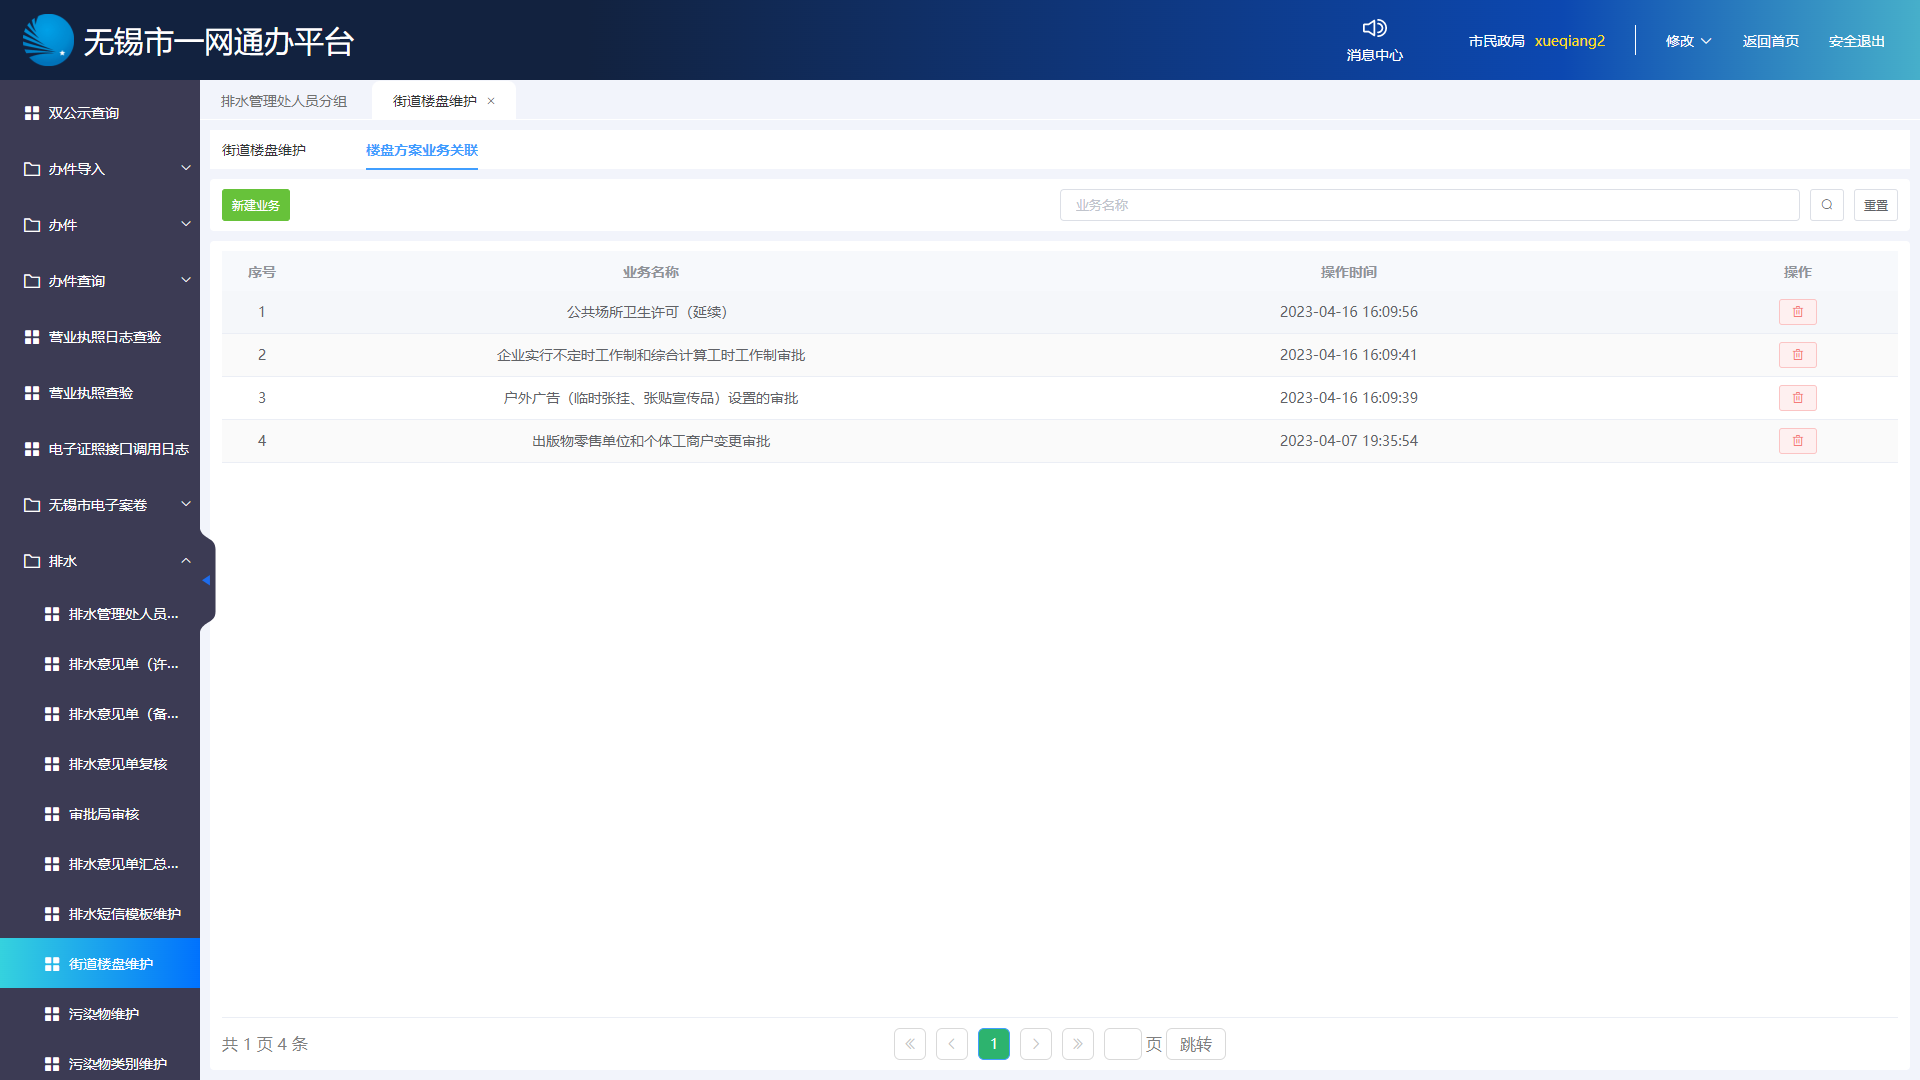 无锡市一网通办平台
消息中心
市民政局 xueqiang2
修改
返回首页
安全退出
双公示查询
办件导入
办件
办件查询
营业执照日志查验
营业执照查验
电子证照接口调用日志
无锡市电子案卷
排水
排水管理处人员...
排水意见单（许...
排水意见单（备...
排水意见单复核
审批局审核
排水意见单汇总...
排水短信模板维护
街道楼盘维护
污染物维护
污染物类别维护
排水管理处人员分组
街道楼盘维护
街道楼盘维护
楼盘方案业务关联
新建业务
业务名称
重置
序号 业务名称 操作时间 操作
1 公共场所卫生许可（延续） 2023-04-16 16:09:56
2 企业实行不定时工作制和综合计算工时工作制审批 2023-04-16 16:09:41
3 户外广告（临时张挂、张贴宣传品）设置的审批 2023-04-16 16:09:39
4 出版物零售单位和个体工商户变更审批 2023-04-07 19:35:54
共 1 页 4 条
1
页
跳转